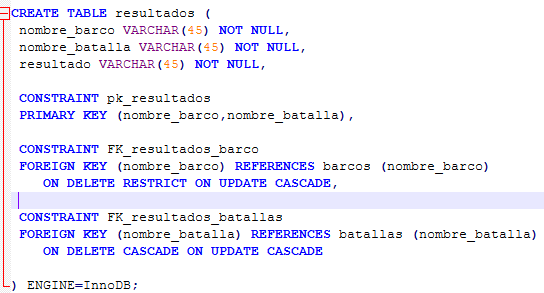 CREATE TABLE resultados (
nombre_barco VARCHAR(45) NOT NULL,
nombre_batalla VARCHAR(45) NOT NULL,
resultado VARCHAR(45) NOT NULL,
CONSTRAINT pk_resultados
PRIMARY KEY (nombre_barco,nombre_batalla),
CONSTRAINT FK_resultados_barco
FOREIGN KEY (nombre_barco) REFERENCES barcos (nombre_barco)
ON DELETE RESTRICT ON UPDATE CASCADE,
CONSTRAINT FK_resultados_batallas
FOREIGN KEY (nombre_batalla) REFERENCES batallas (nombre_batalla)
ON DELETE CASCADE ON UPDATE CASCADE
) ENGINE=InnoDB;